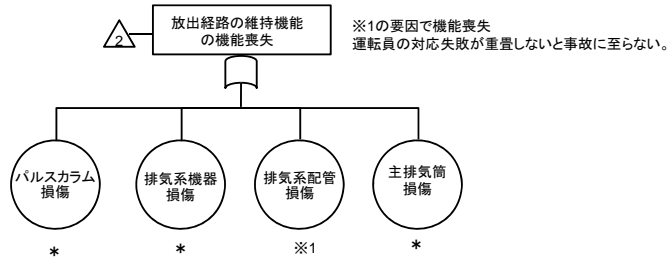 放出経路の維持機能
の機能喪失
2
※1の要因で機能喪失
運転員の対応失敗が重畳しないと事故に至らない。
パルスカラム
損傷
排気系機器
損傷
排気系配管
損傷
主排気筒
損傷
*
*
※1
*